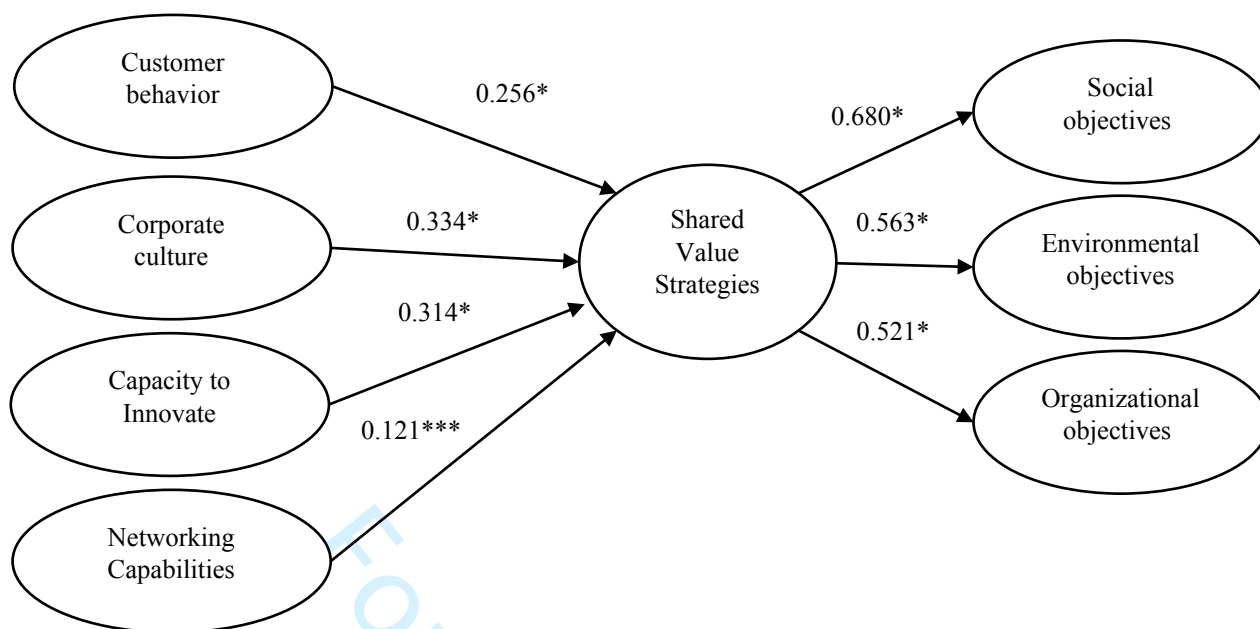 Customer
behavior
0.256*
Corporate
culture
0.334*
Capacity to
Innovate
0.314*
Networking
Capabilities
0.121***
Shared
Value
Strategies
0.680*
Social
objectives
0.563*
Environmental
objectives
0.521*
Organizational
objectives